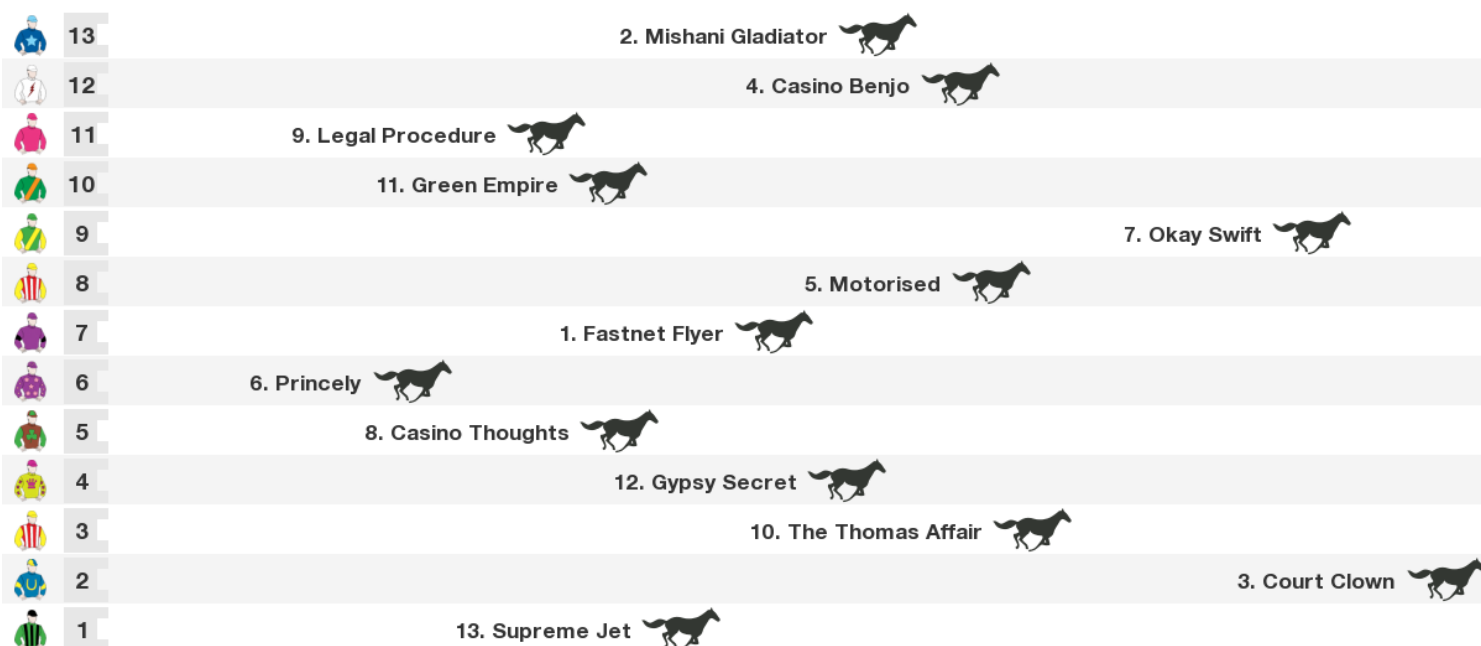 13 2. Mishani Gladiator
12 4. Casino Benjo
11 9. Legal Procedure
10 11. Green Empire
9 7. Okay Swift
8 5. Motorised
7 1. Fastnet Flyer
6 6. Princely
5 8. Casino Thoughts
4 12. Gypsy Secret
3 10. The Thomas Affair
2 3. Court Clown
1 13. Supreme Jet